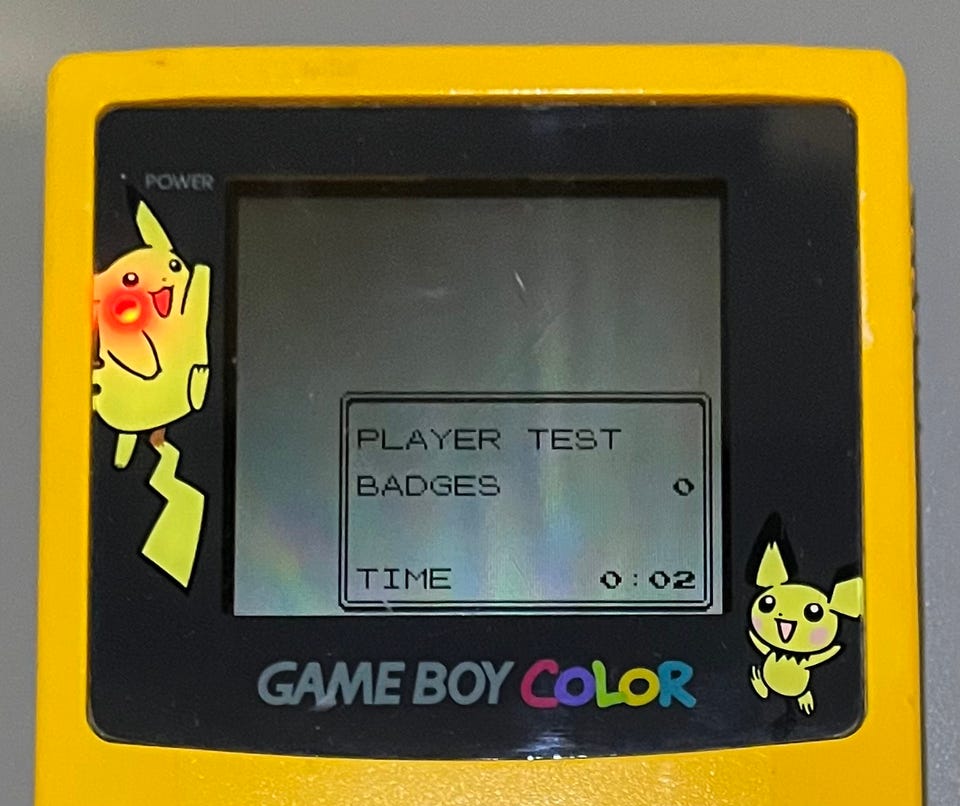 POWER
PLAYER TEST
BADGES 0
TIME 0:02
GAME BOY COLOR